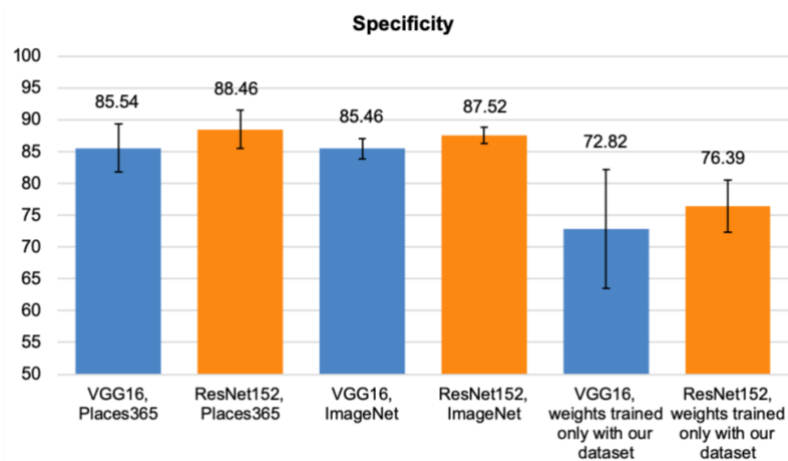 Specificity
100
95
90
85
80
75
70
65
60
55
50
85.54
88.46
85.46
87.52
72.82
76.39
VGG16,
Places365
ResNet152,
Places365
VGG16,
ImageNet
ResNet152,
ImageNet
VGG16,
weights trained
only with our
dataset
ResNet152,
weights trained
only with our
dataset